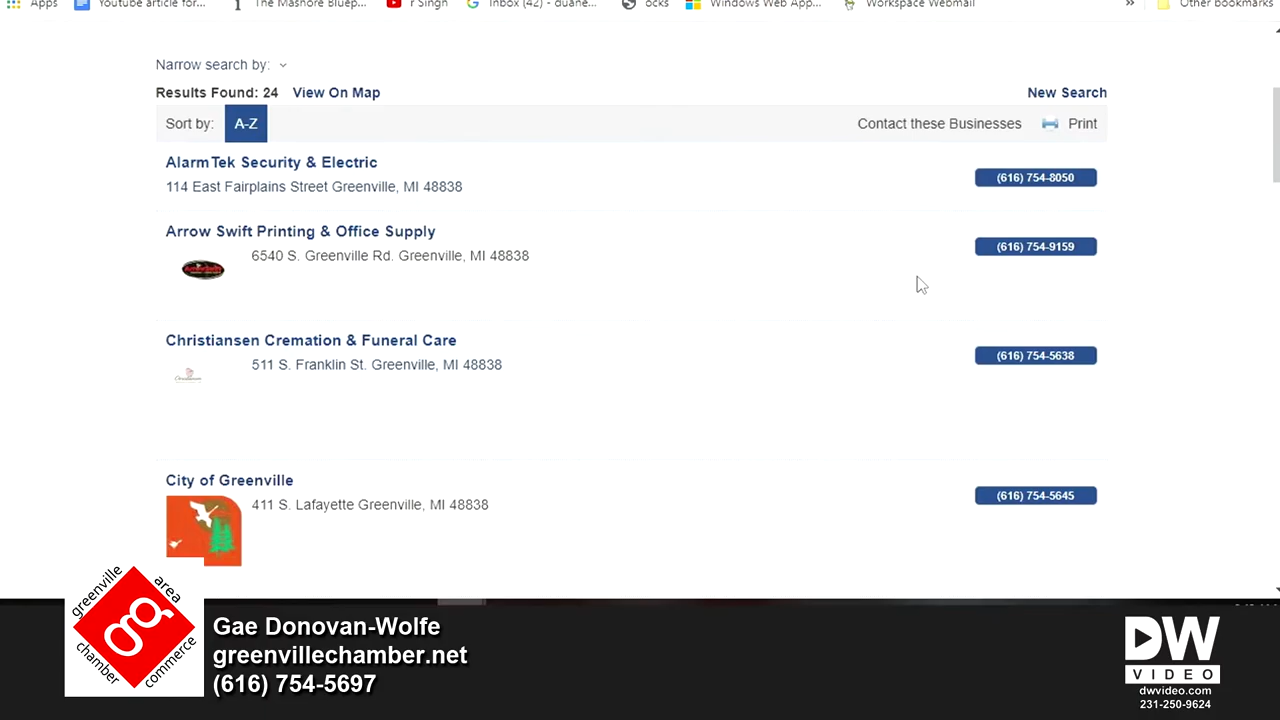 Apps Youtube article for... The Mashore Bluep... r Singh Inbox (42) - duane... ocks Windows Web App... Workspace Webmail » Other bookmarks
Narrow search by:
Results Found: 24 View On Map New Search
Sort by: A-Z Contact these Businesses Print
AlarmTek Security & Electric
114 East Fairplains Street Greenville, MI 48838
(616) 754-8050
Arrow Swift Printing & Office Supply
6540 S. Greenville Rd. Greenville, MI 48838
(616) 754-9159
Christiansen Cremation & Funeral Care
511 S. Franklin St. Greenville, MI 48838
(616) 754-5638
City of Greenville
411 S. Lafayette Greenville, MI 48838
(616) 754-5645
greenville area
ga
chamber commerce
Gae Donovan-Wolfe
greenvillechamber.net
(616) 754-5697
DW
VIDEO
dwvideo.com
231-250-9624